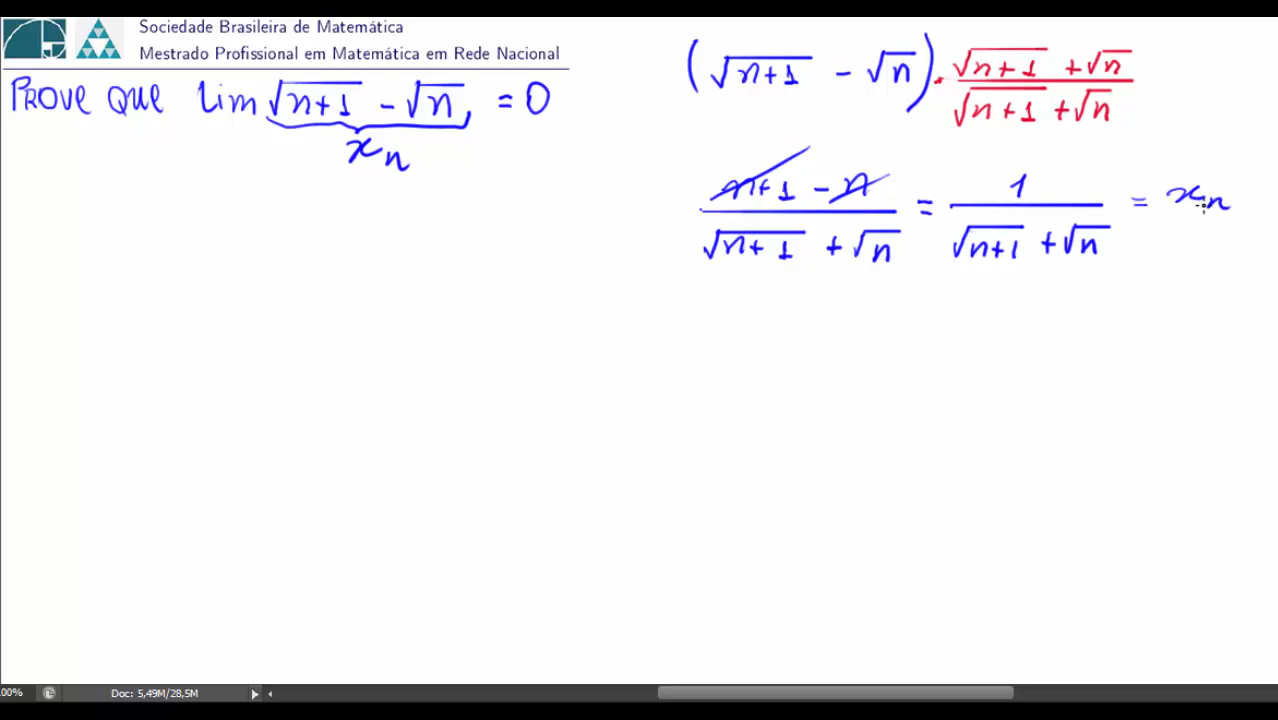 Sociedade Brasileira de Matemática
Mestrado Profissional em Matemática em Rede Nacional
PROVE QUE lim √(n+1) - √n = 0
xn
(√(n+1) - √n) · (√(n+1) + √n)/(√(n+1) + √n)
(n+1 - n)/(√(n+1) + √n) = 1/(√(n+1) + √n) = xn
00% Doc: 5,49M/28,5M